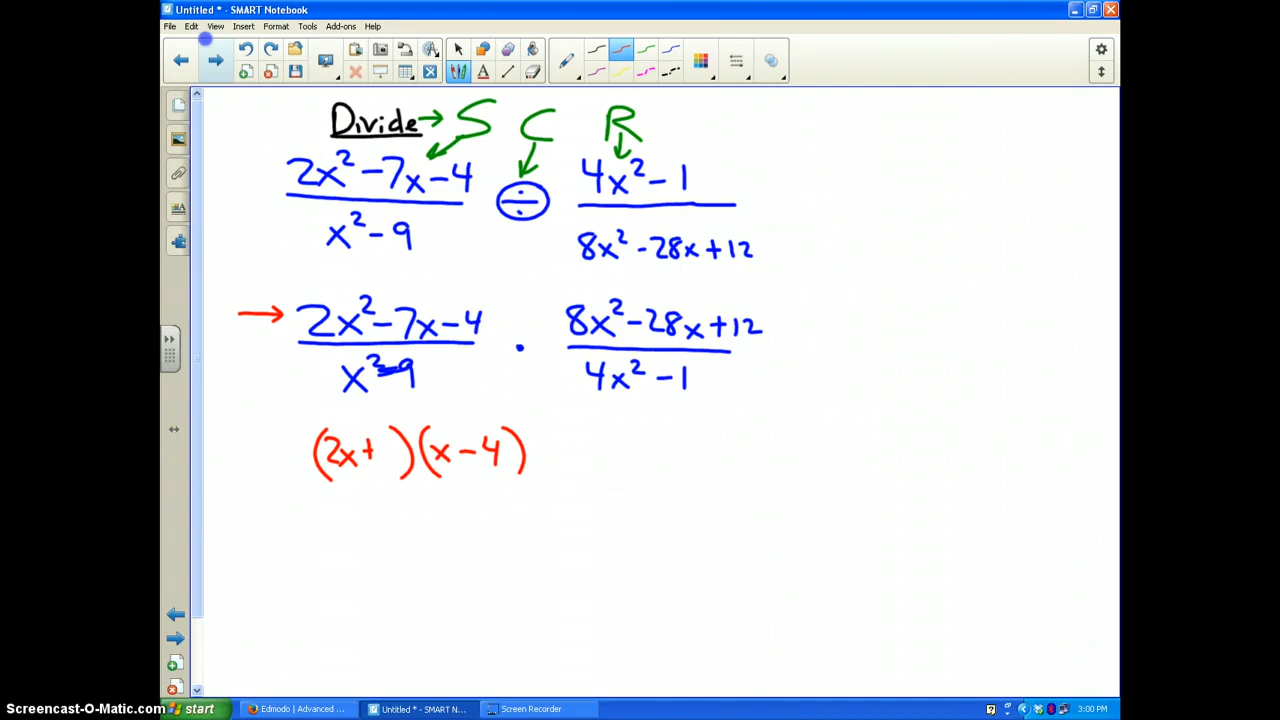 Untitled * - SMART Notebook
File Edit View Insert Format Tools Add-ons Help
Divide → S C R
2x² - 7x - 4 ÷ 4x² - 1
x² - 9 8x² - 28x + 12
→ 2x² - 7x - 4 · 8x² - 28x + 12
x² - 9 4x² - 1
(2x+ )(x - 4)
Screencast-O-Matic.com start Edmodo | Advanced ... Untitled * - SMART N... Screen Recorder ? 3:00 PM